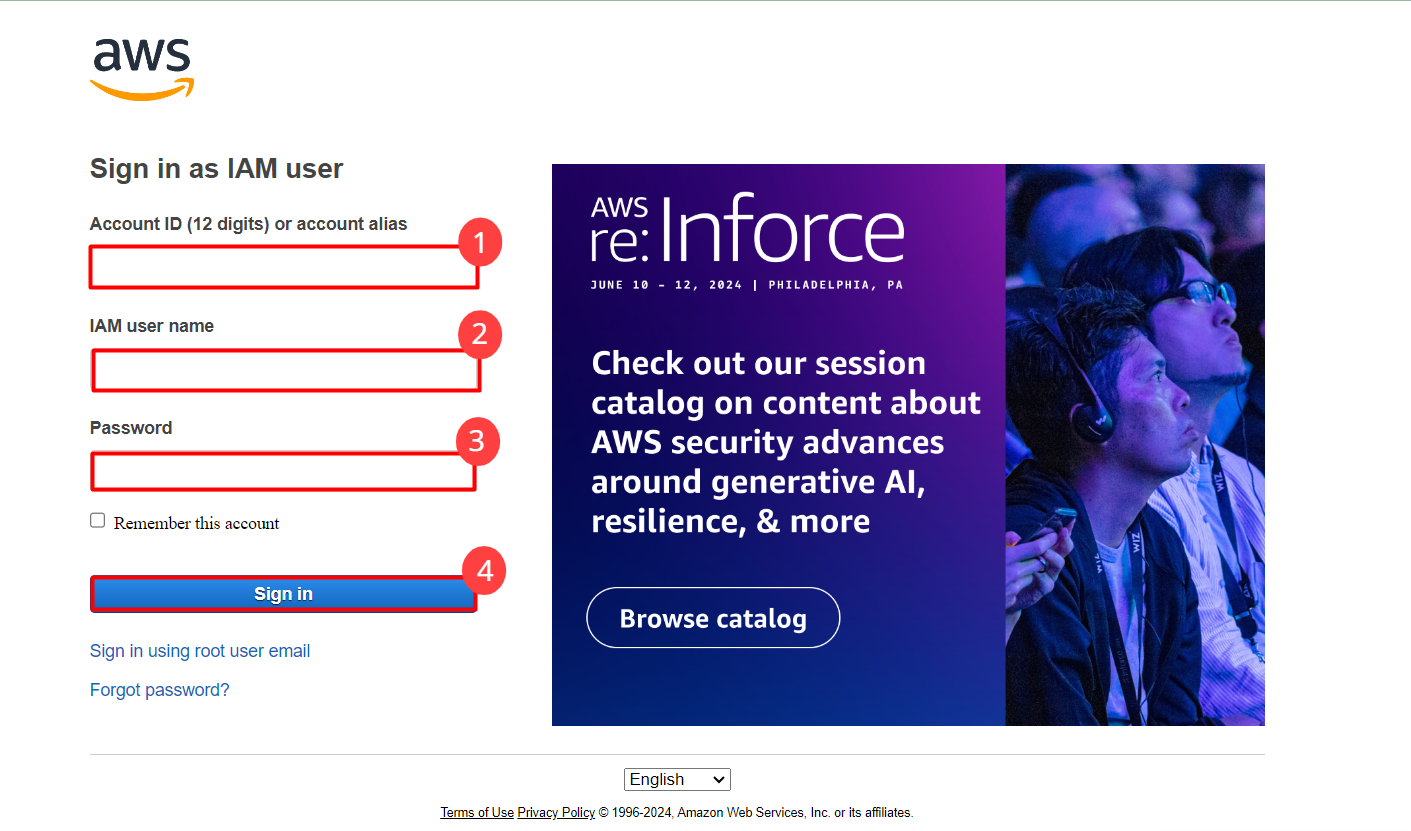 aws
Sign in as IAM user
Account ID (12 digits) or account alias
1
IAM user name
2
Password
3
Remember this account
Sign in
4
Sign in using root user email
Forgot password?
AWS
re:Inforce
JUNE 10 – 12, 2024 | PHILADELPHIA, PA
Check out our session
catalog on content about
AWS security advances
around generative AI,
resilience, & more
Browse catalog
WIZ
WIZ
English
Terms of Use Privacy Policy © 1996-2024, Amazon Web Services, Inc. or its affiliates.